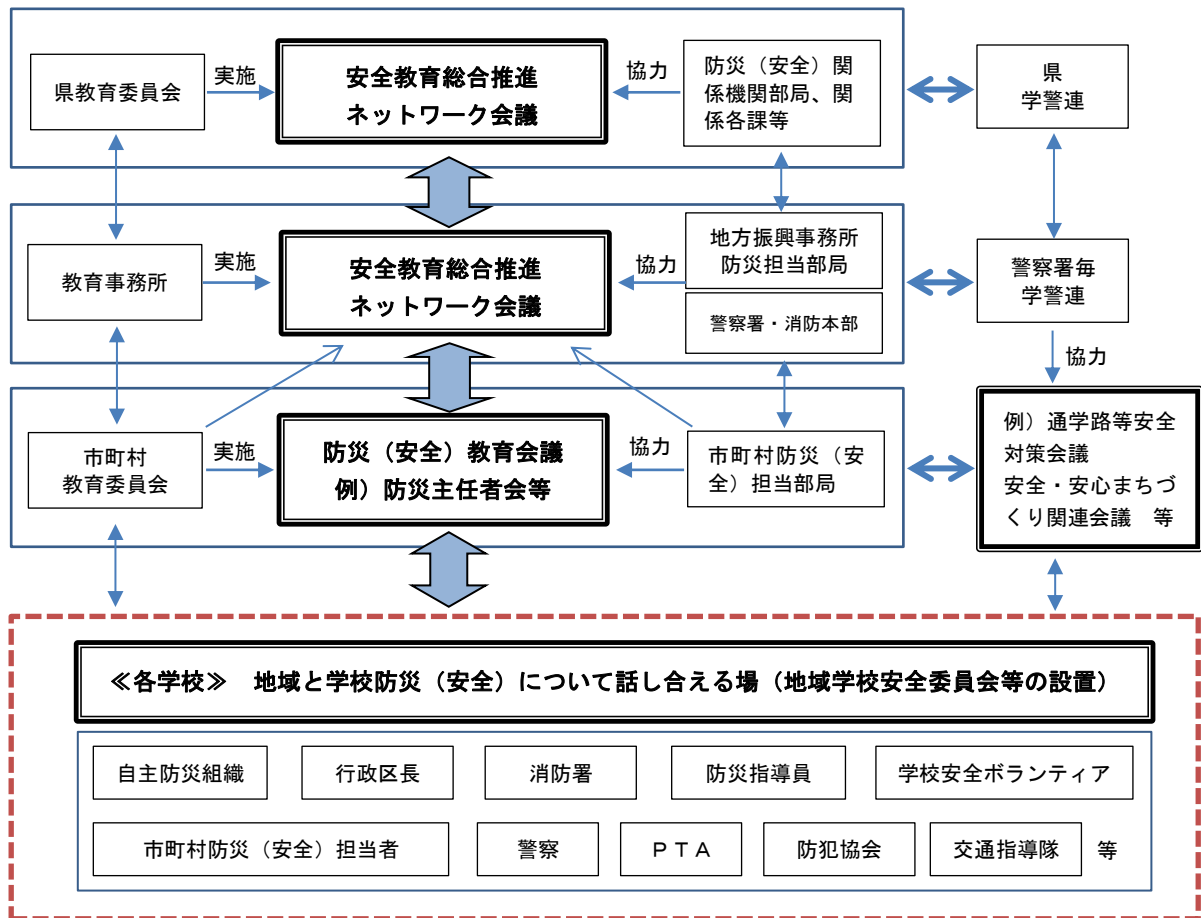 県教育委員会
実施
安全教育総合推進
ネットワーク会議
協力
防災（安全）関
係機関部局、関
係各課等
県
学警連
教育事務所
実施
安全教育総合推進
ネットワーク会議
協力
地方振興事務所
防災担当部局
警察署・消防本部
警察署毎
学警連
協力
市町村
教育委員会
実施
防災（安全）教育会議
例）防災主任者会等
協力
市町村防災（安
全）担当部局
例）通学路等安全
対策会議
安全・安心まちづ
くり関連会議　等
≪各学校≫　地域と学校防災（安全）について話し合える場（地域学校安全委員会等の設置）
自主防災組織
行政区長
消防署
防災指導員
学校安全ボランティア
市町村防災（安全）担当者
警察
ＰＴＡ
防犯協会
交通指導隊
等